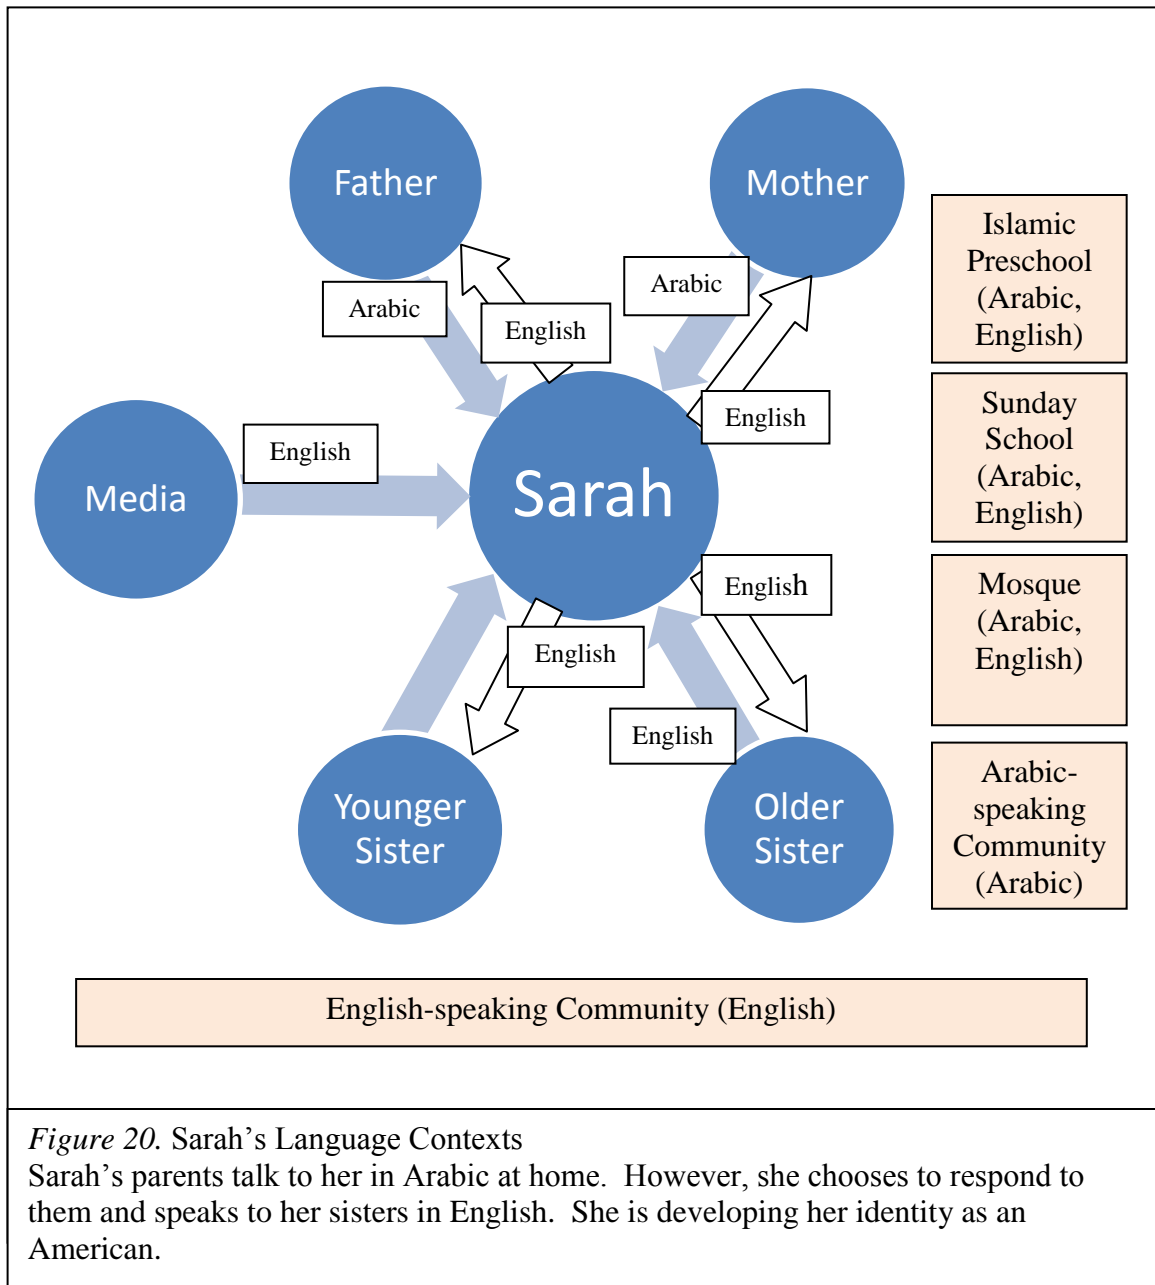 Father
Mother
Islamic
Preschool
(Arabic,
English)
Arabic
English
Arabic
English
Sunday
School
(Arabic,
English)
Media
English
Sarah
English
English
English
Mosque
(Arabic,
English)
Younger
Sister
Older
Sister
Arabic-
speaking
Community
(Arabic)
English-speaking Community (English)
Figure 20. Sarah's Language Contexts
Sarah's parents talk to her in Arabic at home.  However, she chooses to respond to
them and speaks to her sisters in English.  She is developing her identity as an
American.